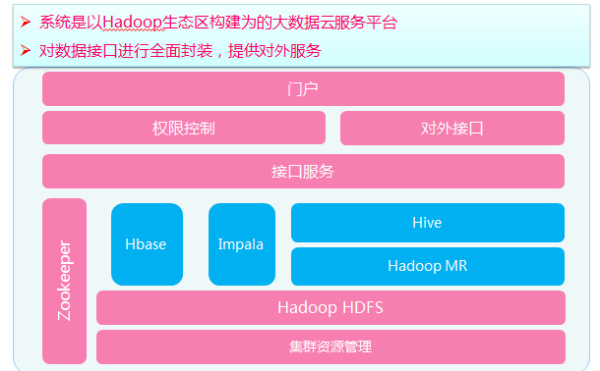 系统是以Hadoop生态区构建为的大数据云服务平台
对数据接口进行全面封装，提供对外服务
门户
权限控制
对外接口
接口服务
Zookeeper
Hbase
Impala
Hive
Hadoop MR
Hadoop HDFS
集群资源管理